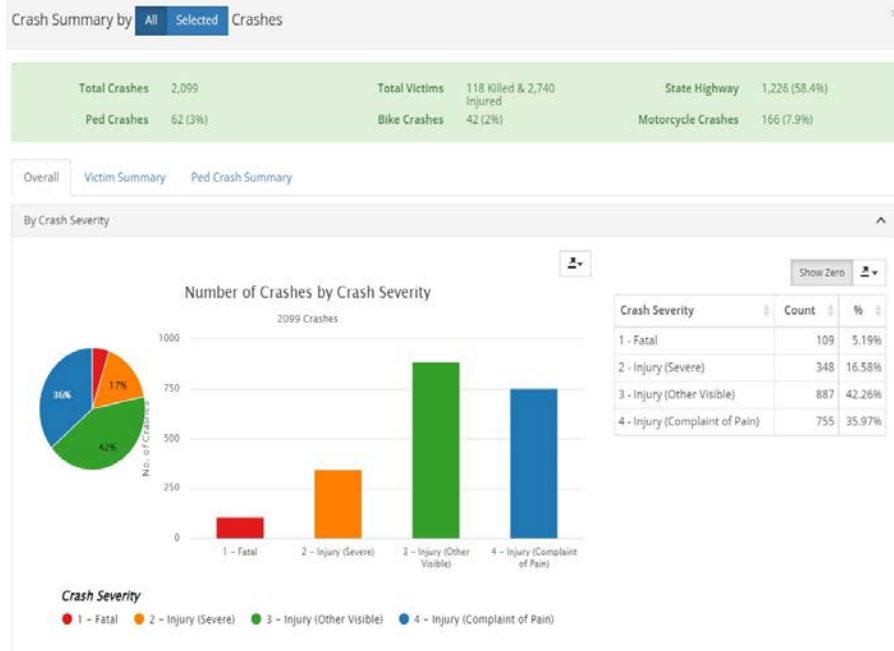 Crash Summary by All Selected Crashes
Total Crashes 2,099
Total Victims 118 Killed & 2,740 Injured
State Highway 1,226 (58.4%)
Ped Crashes 62 (3%)
Bike Crashes 42 (2%)
Motorcycle Crashes 166 (7.9%)
Overall Victim Summary Ped Crash Summary
By Crash Severity
Number of Crashes by Crash Severity
2099 Crashes
No. of Crashes
1000
750
500
250
0
17%
36%
42%
1 – Fatal
2 – Injury (Severe)
3 – Injury (Other Visible)
4 – Injury (Complaint of Pain)
Crash Severity
1 – Fatal 2 – Injury (Severe) 3 – Injury (Other Visible) 4 – Injury (Complaint of Pain)
Show Zero
Crash Severity Count %
1 - Fatal 109 5.19%
2 - Injury (Severe) 348 16.58%
3 - Injury (Other Visible) 887 42.26%
4 - Injury (Complaint of Pain) 755 35.97%